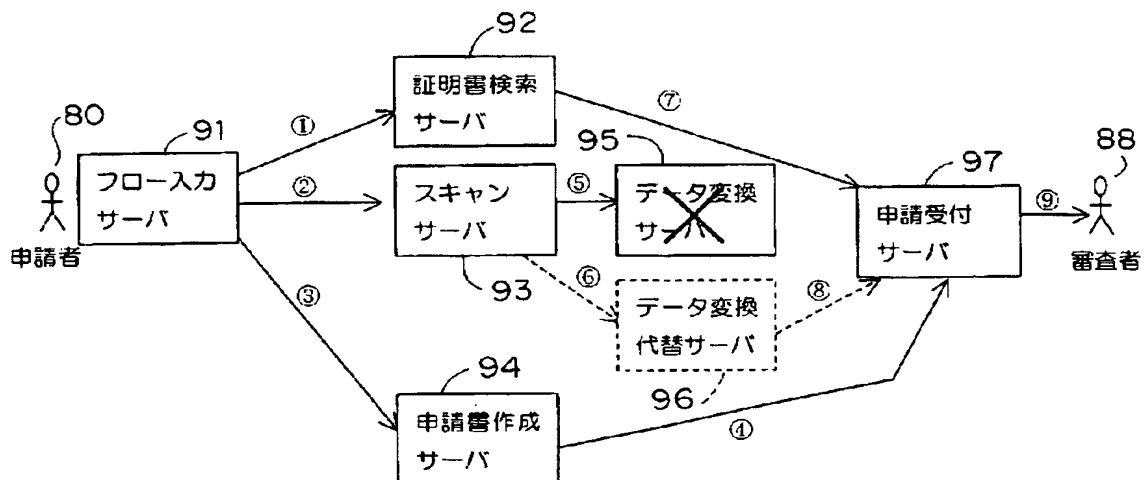 92
証明書検索
サーバ
80
91
①
⑦
95
88
フロー入力
サーバ
②
スキャン
サーバ
⑤
データ変換
サーバ
97
申請受付
サーバ
⑨
申請者
審査者
③
93
⑥
データ変換
代替サーバ
⑧
94
96
申請書作成
サーバ
④